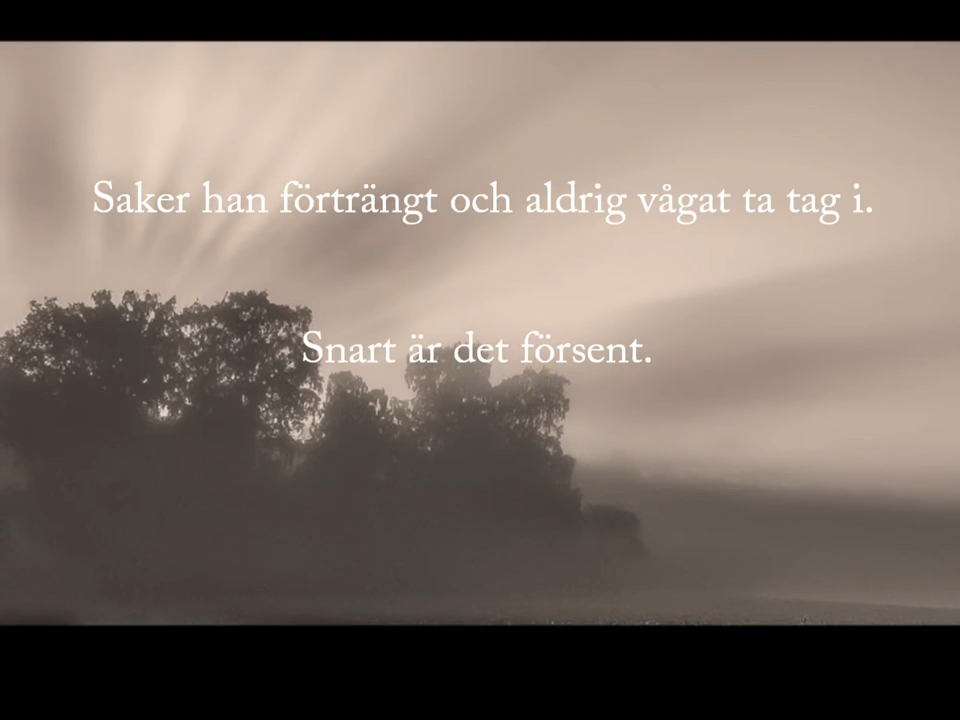 Saker han förträngt och aldrig vågat ta tag i.
Snart är det försent.